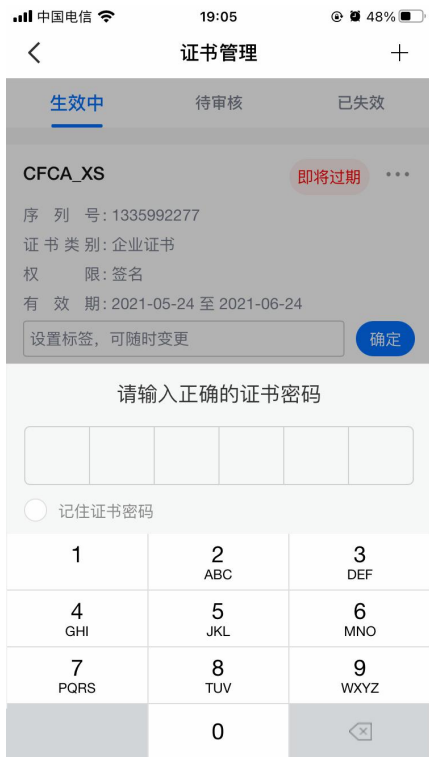 中国电信 19:05 48%
证书管理
生效中 待审核 已失效
CFCA_XS 即将过期
序列号: 1335992277
证书类别: 企业证书
权限: 签名
有效期: 2021-05-24 至 2021-06-24
设置标签，可随时变更 确定
请输入正确的证书密码
记住证书密码
1 2 3
ABC DEF
4 5 6
GHI JKL MNO
7 8 9
PQRS TUV WXYZ
0